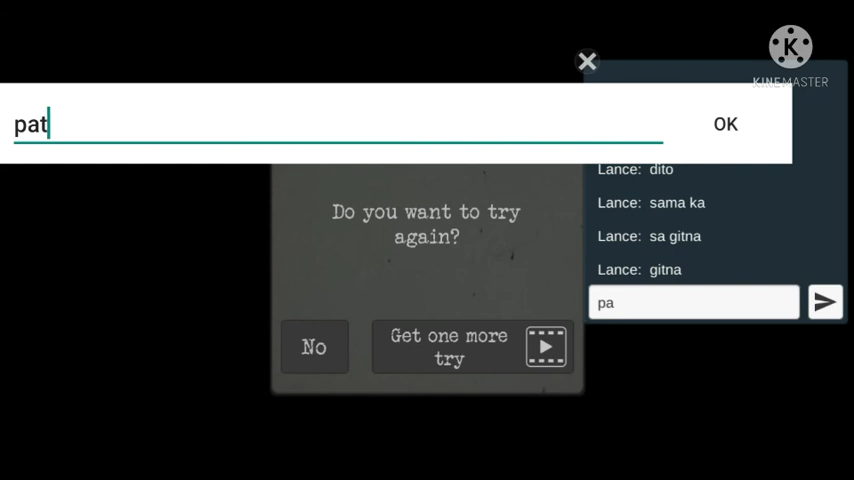 K
KINEMASTER
pat
OK
Lance: dito
Lance: sama ka
Lance: sa gitna
Lance: gitna
pa
Do you want to try
again?
No
Get one more
try